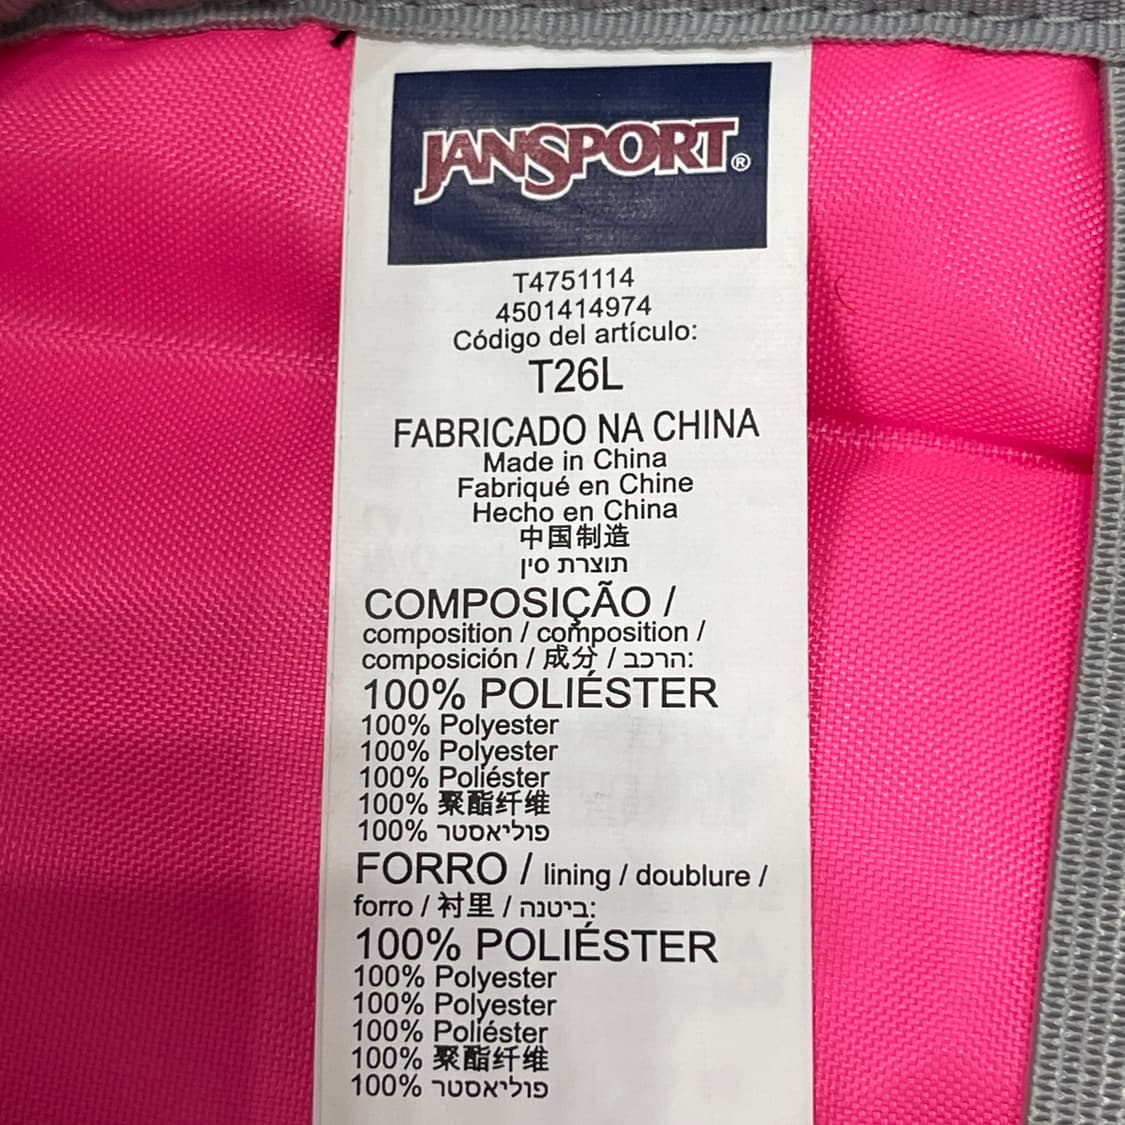 JANSPORT®
T4751114
4501414974
Código del artículo:
T26L
FABRICADO NA CHINA
Made in China
Fabriqué en Chine
Hecho en China
中国制造
תוצרת סין
COMPOSIÇÃO /
composition / composition /
composición / 成分 / הרכב:
100% POLIÉSTER
100% Polyester
100% Polyester
100% Poliéster
100% 聚酯纤维
100% פוליאסטר
FORRO / lining / doublure /
forro / 衬里 / ביטנה:
100% POLIÉSTER
100% Polyester
100% Polyester
100% Poliéster
100% 聚酯纤维
100% פוליאסטר